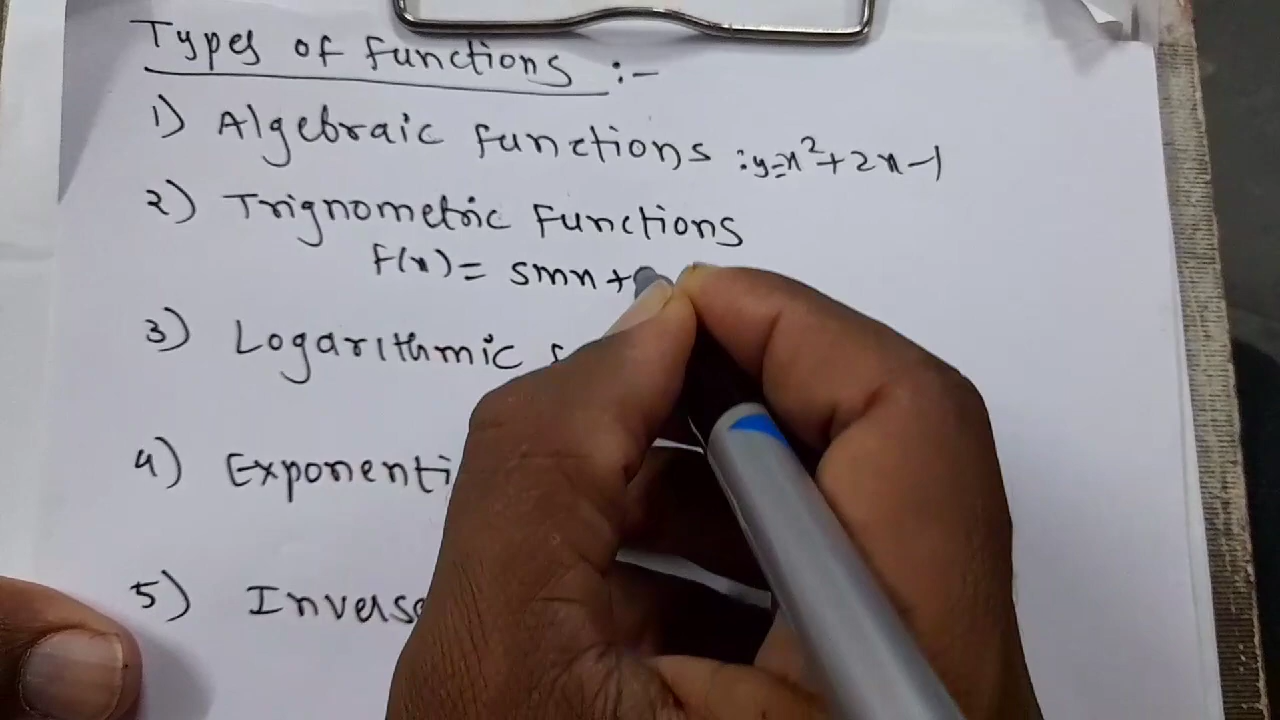 Types of functions :-
1) Algebraic functions : y=x²+2x-1
2) Trignometric Functions
f(x) = sinx +
3) Logarithmic
4) Exponenti
5) Inverse